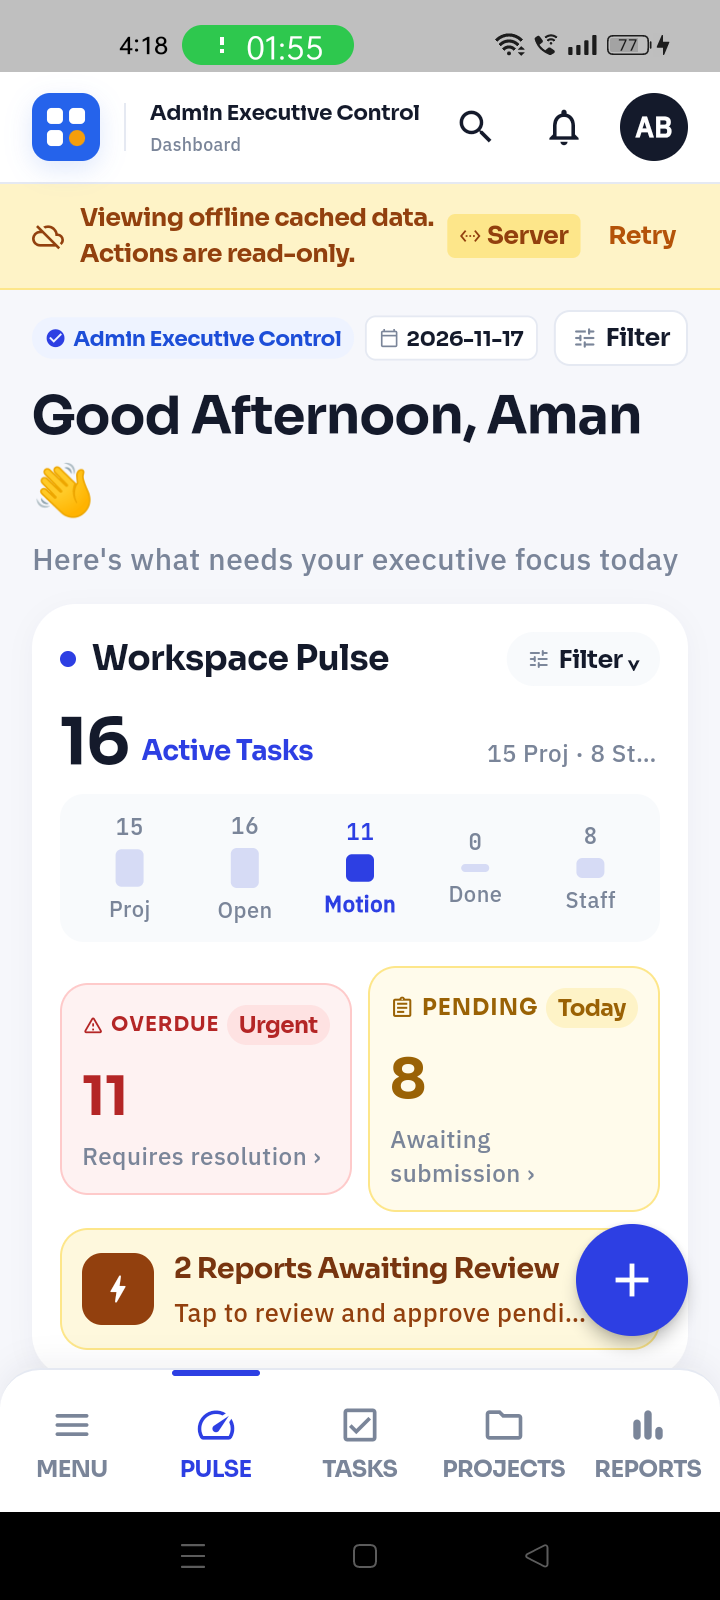 4:18
01:55
77
Admin Executive Control
Dashboard
AB
Viewing offline cached data.
Actions are read-only.
Server
Retry
Admin Executive Control
2026-11-17
Filter
Good Afternoon, Aman
👋
Here's what needs your executive focus today
Workspace Pulse
Filter
16 Active Tasks
15 Proj · 8 St...
15 16 11 0 8
Proj Open Motion Done Staff
OVERDUE Urgent
11
Requires resolution ›
PENDING Today
8
Awaiting
submission ›
2 Reports Awaiting Review
Tap to review and approve pendi...
MENU PULSE TASKS PROJECTS REPORTS